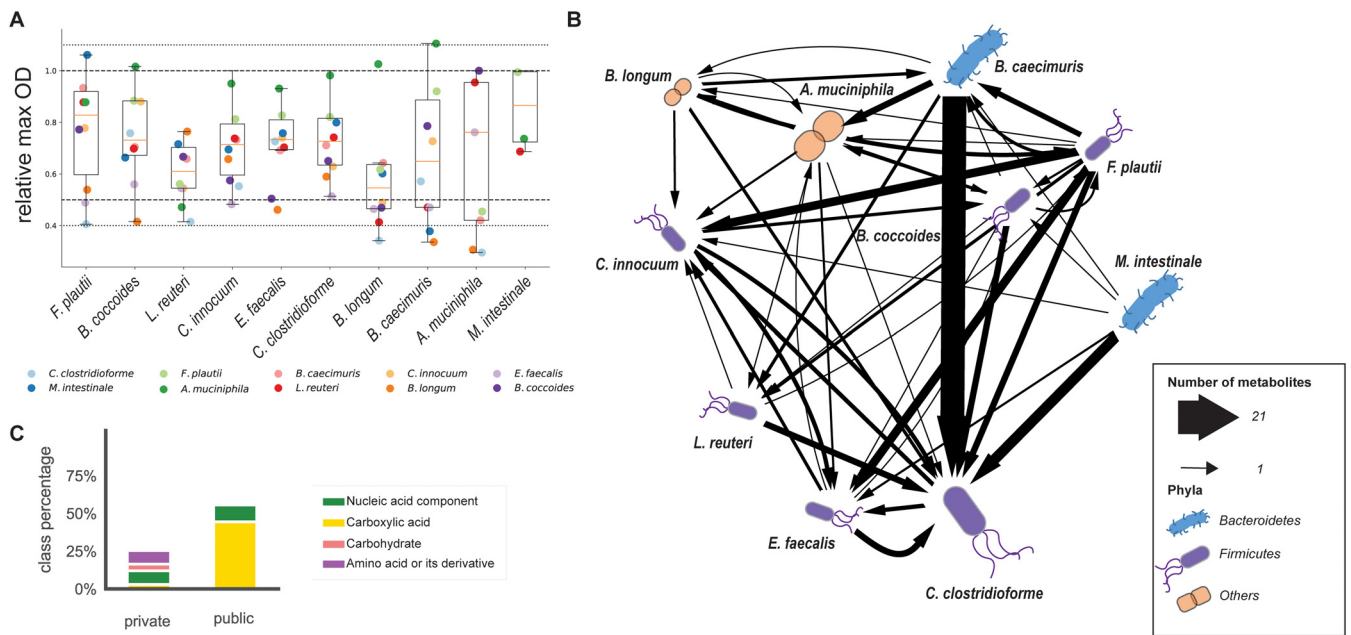 A
relative max OD
1.0
0.8
0.6
0.4
F. plautii
B. coccoides
L. reuteri
C. innocuum
E. faecalis
C. clostridioforme
B. longum
B. caecimuris
A. muciniphila
M. intestinale
C. clostridioforme
F. plautii
B. caecimuris
C. innocuum
E. faecalis
M. intestinale
A. muciniphila
L. reuteri
B. longum
B. coccoides
B
B. longum
A. muciniphila
B. caecimuris
F. plautii
B. coccoides
C. innocuum
M. intestinale
L. reuteri
E. faecalis
C. clostridioforme
Number of metabolites
21
1
Phyla
Bacteroidetes
Firmicutes
Others
C
class percentage
75%
50%
25%
0%
private
public
Nucleic acid component
Carboxylic acid
Carbohydrate
Amino acid or its derivative